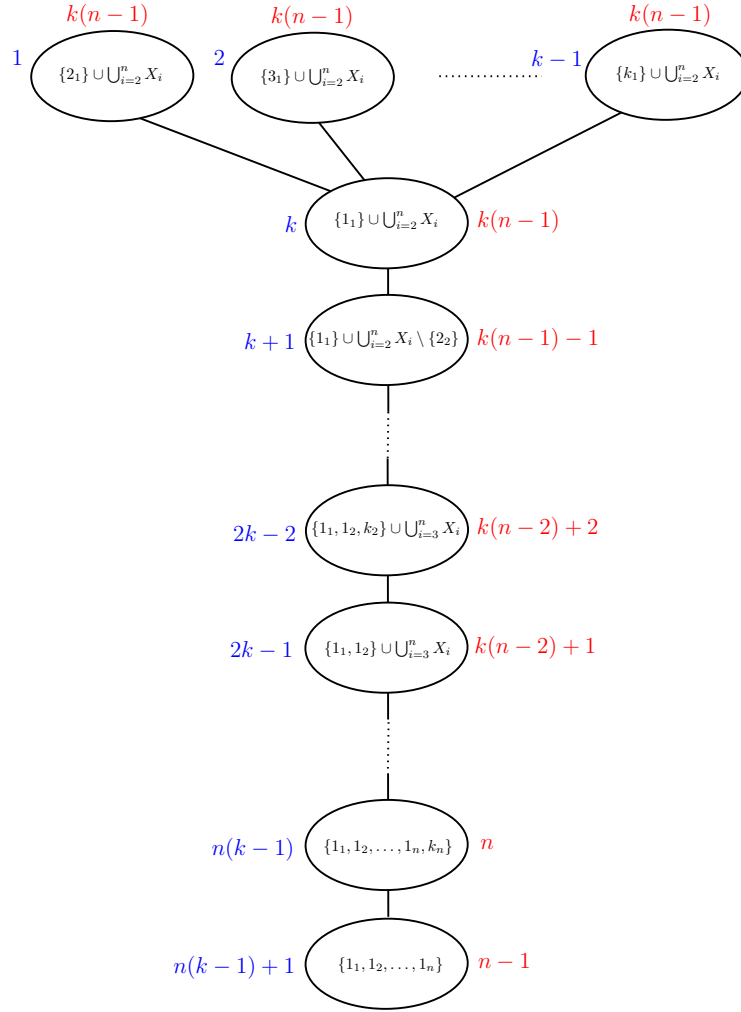 k(n − 1) k(n − 1) k(n − 1)
1 {2₁} ∪ ⋃ⁿᵢ₌₂ Xᵢ 2 {3₁} ∪ ⋃ⁿᵢ₌₂ Xᵢ k − 1 {k₁} ∪ ⋃ⁿᵢ₌₂ Xᵢ
k {1₁} ∪ ⋃ⁿᵢ₌₂ Xᵢ k(n − 1)
k + 1 {1₁} ∪ ⋃ⁿᵢ₌₂ Xᵢ \ {2₂} k(n − 1) − 1
2k − 2 {1₁, 1₂, k₂} ∪ ⋃ⁿᵢ₌₃ Xᵢ k(n − 2) + 2
2k − 1 {1₁, 1₂} ∪ ⋃ⁿᵢ₌₃ Xᵢ k(n − 2) + 1
n(k − 1) {1₁, 1₂, . . . , 1ₙ, kₙ} n
n(k − 1) + 1 {1₁, 1₂, . . . , 1ₙ} n − 1